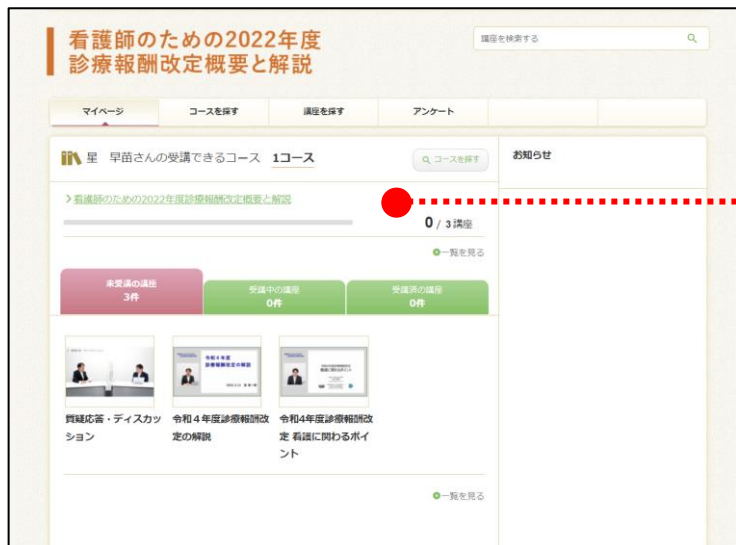 看護師のための2022年度
診療報酬改定概要と解説
講座を検索する
マイページ
コースを探す
講座を探す
アンケート
星　早苗さんの受講できるコース
1コース
コースを探す
お知らせ
看護師のための2022年度診療報酬改定概要と解説
0 / 3 講座
一覧を見る
未受講の講座
3件
受講中の講座
0件
受講済の講座
0件
令和4年度
診療報酬改定の解説
質疑応答・ディスカッ
ション
令和４年度診療報酬改
定の解説
令和4年度診療報酬改
定 看護に関わるポイ
ント
一覧を見る